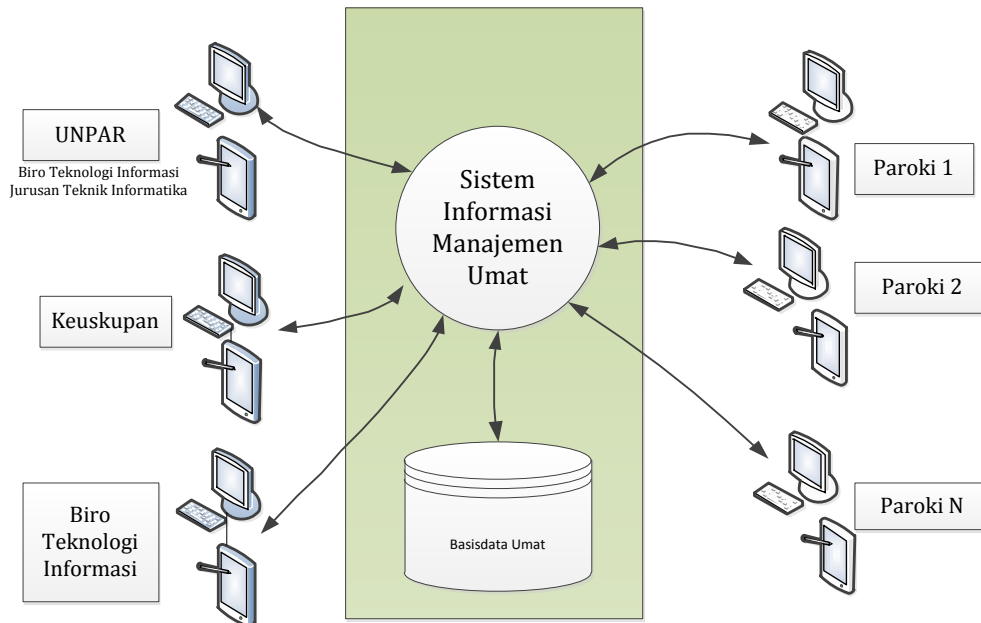 UNPAR
Biro Teknologi Informasi
Jurusan Teknik Informatika
Keuskupan
Biro
Teknologi
Informasi
Sistem
Informasi
Manajemen
Umat
Basisdata Umat
Paroki 1
Paroki 2
Paroki N